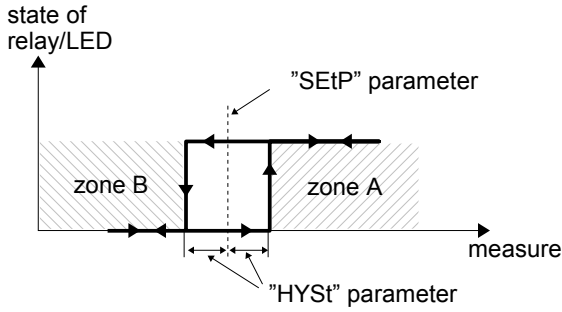 state of
relay/LED
”SEtP” parameter
zone B
zone A
measure
”HYSt” parameter